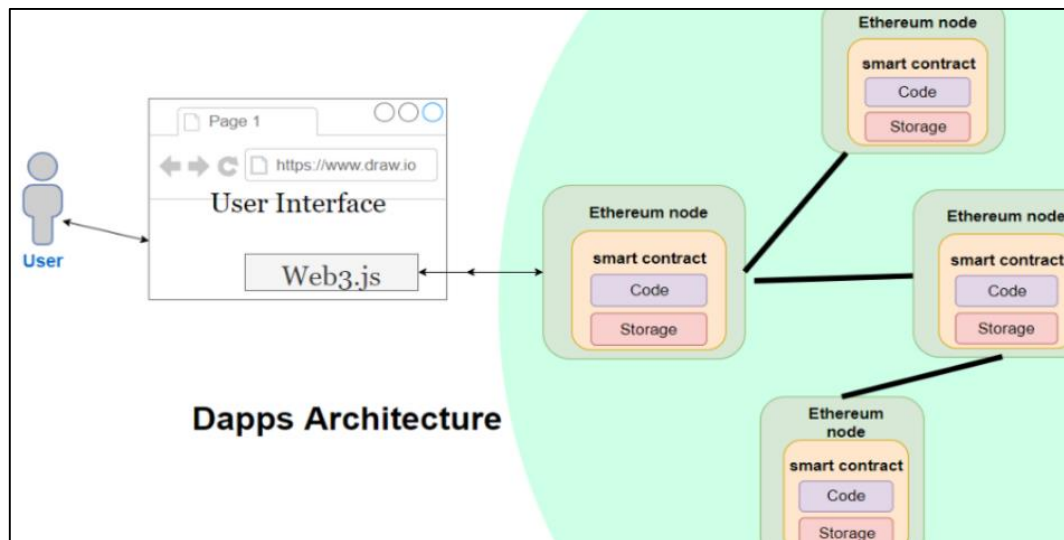 Ethereum node
smart contract
Code
Storage
Page 1
https://www.draw.io
User Interface
Web3.js
User
Ethereum node
smart contract
Code
Storage
Ethereum node
smart contract
Code
Storage
Dapps Architecture
Ethereum
node
smart contract
Code
Storage